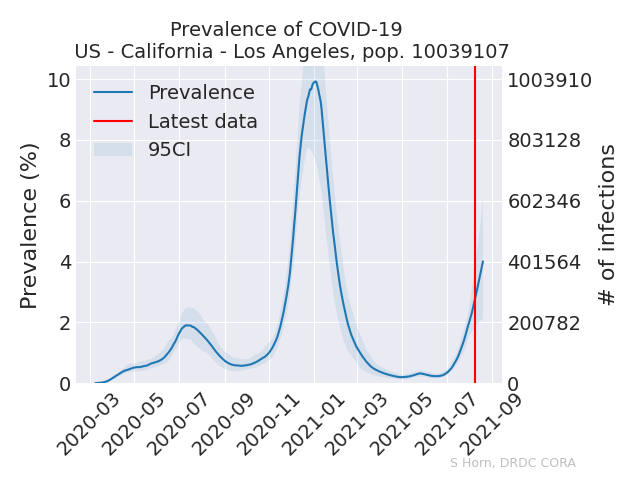 Prevalence of COVID-19
US - California - Los Angeles, pop. 10039107
Prevalence
Latest data
95CI
Prevalence (%)
10
8
6
4
2
0
1003910
803128
602346
401564
200782
0
# of infections
2020-03
2020-05
2020-07
2020-09
2020-11
2021-01
2021-03
2021-05
2021-07
2021-09
S Horn, DRDC CORA